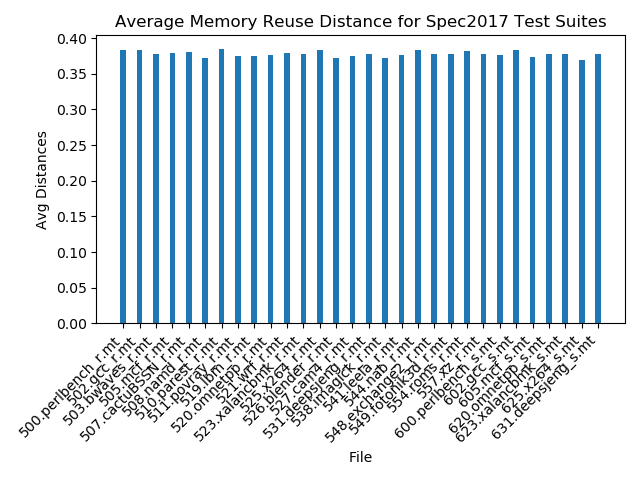 Average Memory Reuse Distance for Spec2017 Test Suites
0.40
0.35
0.30
0.25
0.20
0.15
0.10
0.05
0.00
Avg Distances
500.perlbench_r.mt
502.gcc_r.mt
503.bwaves_r.mt
505.mcf_r.mt
507.cactuBSSN_r.mt
508.namd_r.mt
510.parest_r.mt
511.povray_r.mt
519.lbm_r.mt
520.omnetpp_r.mt
521.wrf_r.mt
523.xalancbmk_r.mt
525.x264_r.mt
526.blender_r.mt
527.cam4_r.mt
531.deepsjeng_r.mt
538.imagick_r.mt
541.leela_r.mt
544.nab_r.mt
548.exchange2_r.mt
549.fotonik3d_r.mt
554.roms_r.mt
557.xz_r.mt
600.perlbench_s.mt
602.gcc_s.mt
605.mcf_s.mt
620.omnetpp_s.mt
623.xalancbmk_s.mt
625.x264_s.mt
631.deepsjeng_s.mt
File